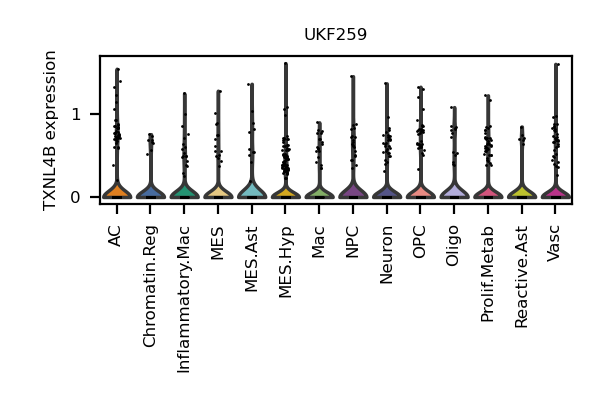 UKF259
TXNL4B expression
1
0
AC
Chromatin.Reg
Inflammatory.Mac
MES
MES.Ast
MES.Hyp
Mac
NPC
Neuron
OPC
Oligo
Prolif.Metab
Reactive.Ast
Vasc